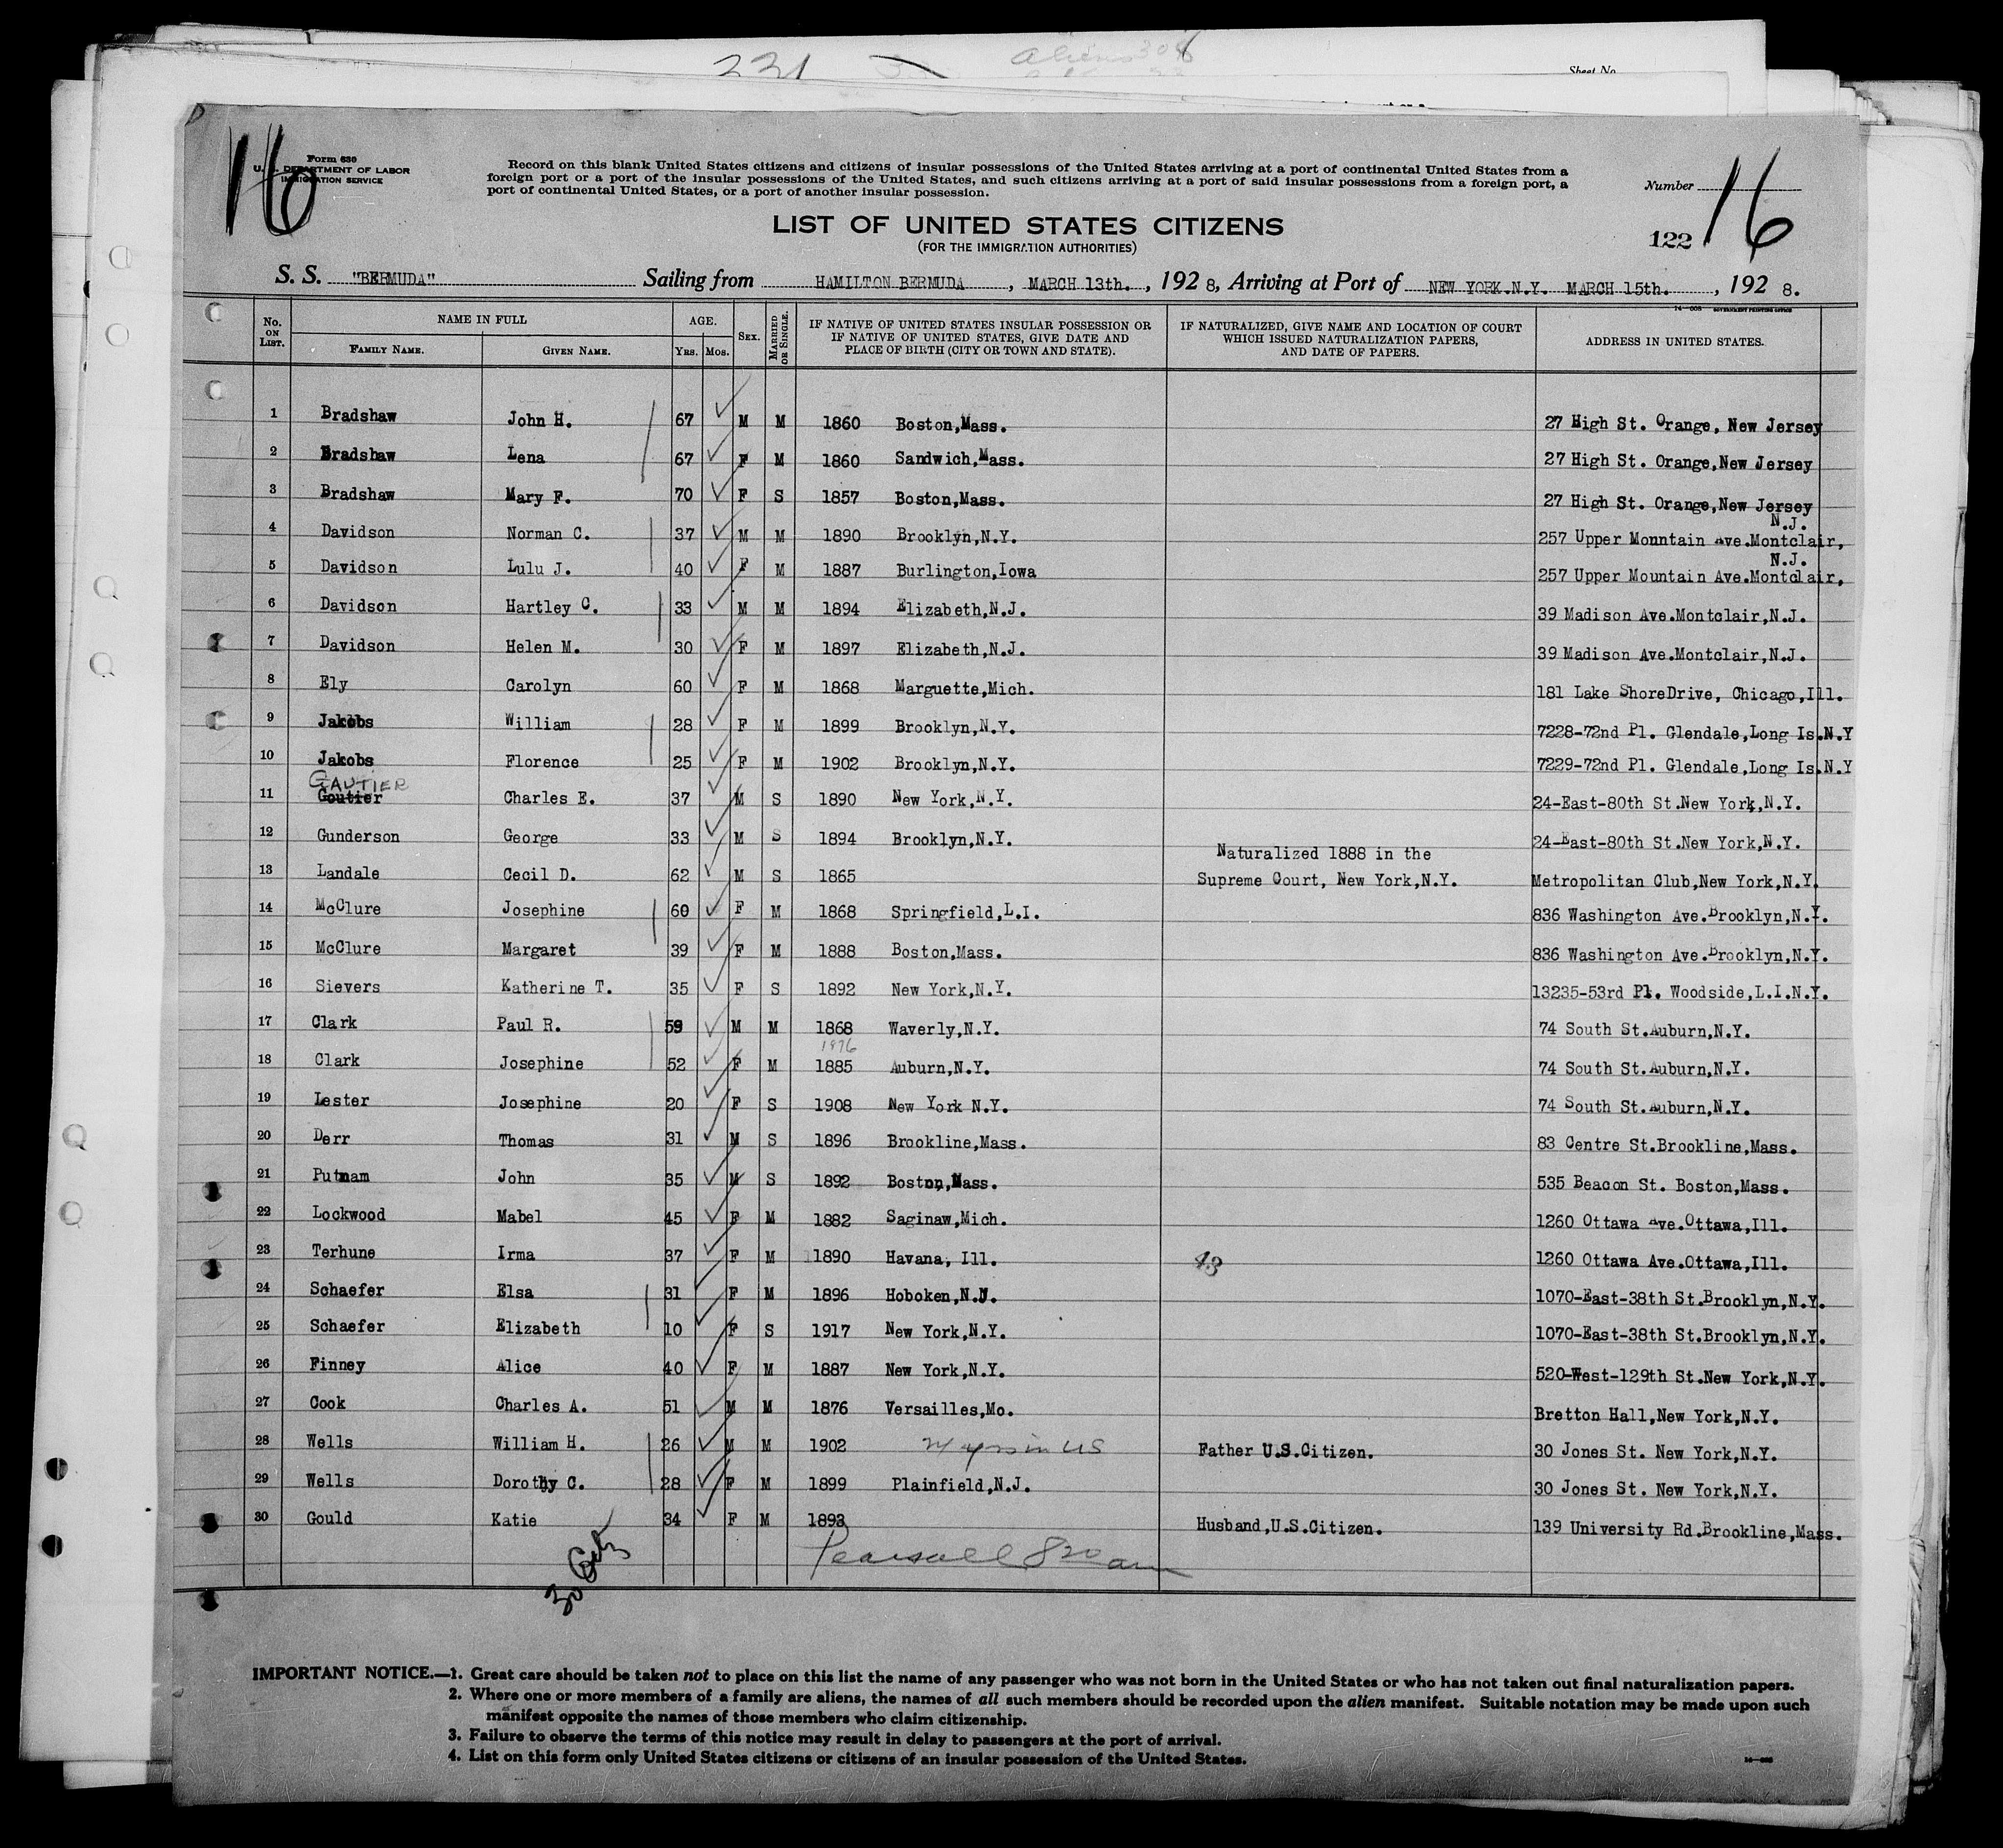 221
aliens 308
Sheet No.
16
Form 630
U. S. DEPARTMENT OF LABOR
IMMIGRATION SERVICE
Record on this blank United States citizens and citizens of insular possessions of the United States arriving at a port of continental United States from a
foreign port or a port of the insular possessions of the United States, and such citizens arriving at a port of said insular possessions from a foreign port, a
port of continental United States, or a port of another insular possession.
Number
16
LIST OF UNITED STATES CITIZENS
(FOR THE IMMIGRATION AUTHORITIES)
122
S. S. "BERMUDA" Sailing from HAMILTON BERMUDA, MARCH 13th., 1928, Arriving at Port of NEW YORK.N.Y. MARCH 15th., 1928.
14—608 GOVERNMENT PRINTING OFFICE
No. ON LIST. NAME IN FULL FAMILY NAME. GIVEN NAME. AGE. YRS. MOS. SEX. MARRIED OR SINGLE. IF NATIVE OF UNITED STATES INSULAR POSSESSION OR IF NATIVE OF UNITED STATES, GIVE DATE AND PLACE OF BIRTH (CITY OR TOWN AND STATE). IF NATURALIZED, GIVE NAME AND LOCATION OF COURT WHICH ISSUED NATURALIZATION PAPERS, AND DATE OF PAPERS. ADDRESS IN UNITED STATES.
1 Bradshaw John H. 67 M M 1860 Boston,Mass. 27 High St. Orange, New Jersey
2 Bradshaw Lena 67 F M 1860 Sandwich,Mass. 27 High St. Orange,New Jersey
3 Bradshaw Mary F. 70 F S 1857 Boston,Mass. 27 High St. Orange,New Jersey
4 Davidson Norman C. 37 M M 1890 Brooklyn,N.Y. 257 Upper Mountain Ave.Montclair, N.J.
5 Davidson Lulu J. 40 F M 1887 Burlington,Iowa 257 Upper Mountain Ave.Montclair, N.J.
6 Davidson Hartley C. 33 M M 1894 Elizabeth,N.J. 39 Madison Ave.Montclair,N.J.
7 Davidson Helen M. 30 F M 1897 Elizabeth,N.J. 39 Madison Ave.Montclair,N.J.
8 Ely Carolyn 60 F M 1868 Marguette,Mich. 181 Lake ShoreDrive, Chicago,Ill.
9 Jakobs William 28 F M 1899 Brooklyn,N.Y. 7228-72nd Pl. Glendale,Long Is.N.Y
10 Jakobs Florence 25 F M 1902 Brooklyn,N.Y. 7229-72nd Pl. Glendale,Long Is.N.Y
GAUTIER
11 Goutier Charles E. 37 M S 1890 New York,N.Y. 24-East-80th St.New York,N.Y.
12 Gunderson George 33 M S 1894 Brooklyn,N.Y. 24-East-80th St.New York,N.Y.
Naturalized 1888 in the
13 Landale Cecil D. 62 M S 1865 Supreme Court, New York,N.Y. Metropolitan Club,New York,N.Y.
14 McClure Josephine 60 F M 1868 Springfield,L.I. 836 Washington Ave.Brooklyn,N.Y.
15 McClure Margaret 39 F M 1888 Boston,Mass. 836 Washington Ave.Brooklyn,N.Y.
16 Sievers Katherine T. 35 F S 1892 New York,N.Y. 13235-53rd Pl. Woodside,L.I.N.Y.
17 Clark Paul R. 59 M M 1868 Waverly,N.Y. 74 South St.Auburn,N.Y.
1876
18 Clark Josephine 52 F M 1885 Auburn,N.Y. 74 South St.Auburn,N.Y.
19 Lester Josephine 20 F S 1908 New York N.Y. 74 South St.Auburn,N.Y.
20 Derr Thomas 31 M S 1896 Brookline,Mass. 83 Centre St.Brookline,Mass.
21 Putnam John 35 M S 1892 Boston,Mass. 535 Beacon St. Boston,Mass.
22 Lockwood Mabel 45 F M 1882 Saginaw,Mich. 1260 Ottawa Ave.Ottawa,Ill.
23 Terhune Irma 37 F M 1890 Havana, Ill. 43 1260 Ottawa Ave.Ottawa,Ill.
24 Schaefer Elsa 31 F M 1896 Hoboken,N.J. 1070-East-38th St.Brooklyn,N.Y.
25 Schaefer Elizabeth 10 F S 1917 New York,N.Y. 1070-East-38th St.Brooklyn,N.Y.
26 Finney Alice 40 F M 1887 New York,N.Y. 520-West-129th St.New York,N.Y.
27 Cook Charles A. 51 M M 1876 Versailles,Mo. Bretton Hall,New York,N.Y.
28 Wells William H. 26 M M 1902 yrs in US Father U.S.Citizen. 30 Jones St. New York,N.Y.
29 Wells Dorothy C. 28 F M 1899 Plainfield,N.J. 30 Jones St. New York,N.Y.
30 Gould Katie 34 F M 1893 Husband,U.S.Citizen. 139 University Rd.Brookline,Mass.
Pearsall 820 am
30
IMPORTANT NOTICE.—1. Great care should be taken not to place on this list the name of any passenger who was not born in the United States or who has not taken out final naturalization papers.
2. Where one or more members of a family are aliens, the names of all such members should be recorded upon the alien manifest. Suitable notation may be made upon such
manifest opposite the names of those members who claim citizenship.
3. Failure to observe the terms of this notice may result in delay to passengers at the port of arrival.
4. List on this form only United States citizens or citizens of an insular possession of the United States.